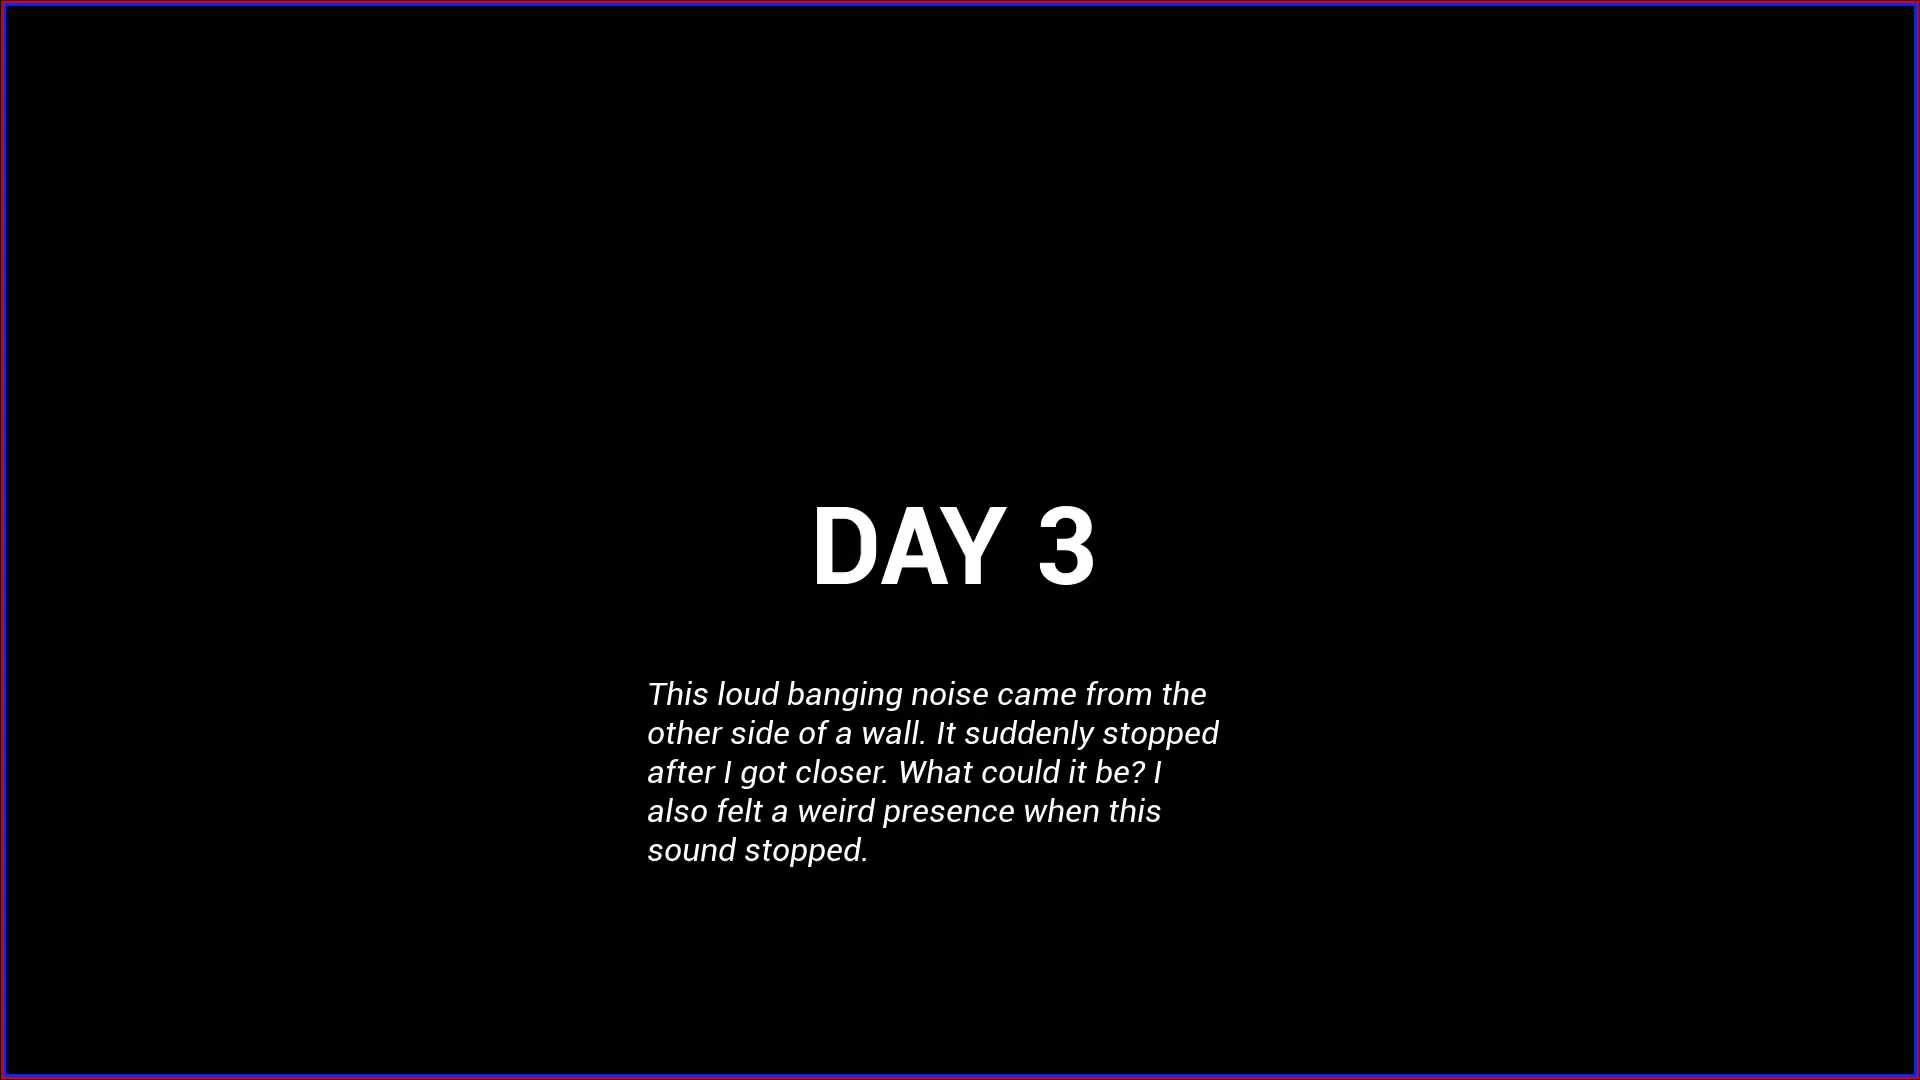 DAY 3
This loud banging noise came from the
other side of a wall. It suddenly stopped
after I got closer. What could it be? I
also felt a weird presence when this
sound stopped.